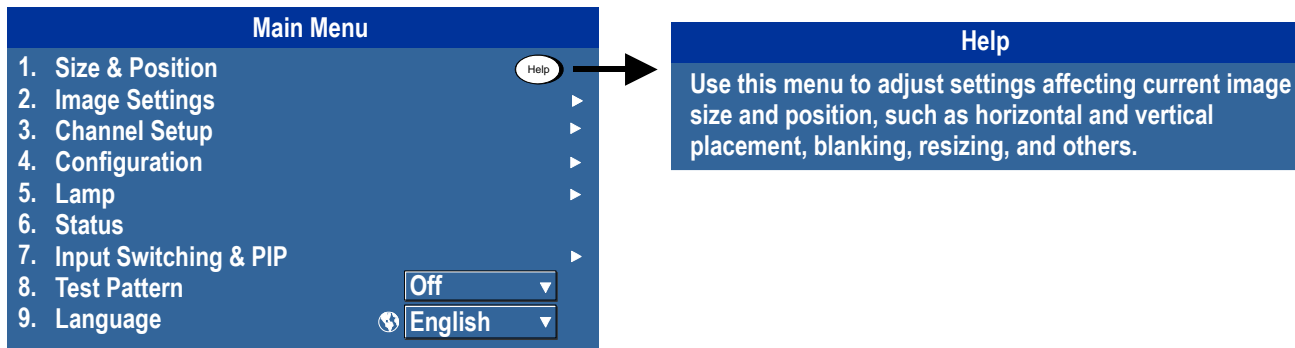 Main Menu
1. Size & Position
Help
2. Image Settings
3. Channel Setup
4. Configuration
5. Lamp
6. Status
7. Input Switching & PIP
8. Test Pattern Off
9. Language English
Help
Use this menu to adjust settings affecting current image
size and position, such as horizontal and vertical
placement, blanking, resizing, and others.